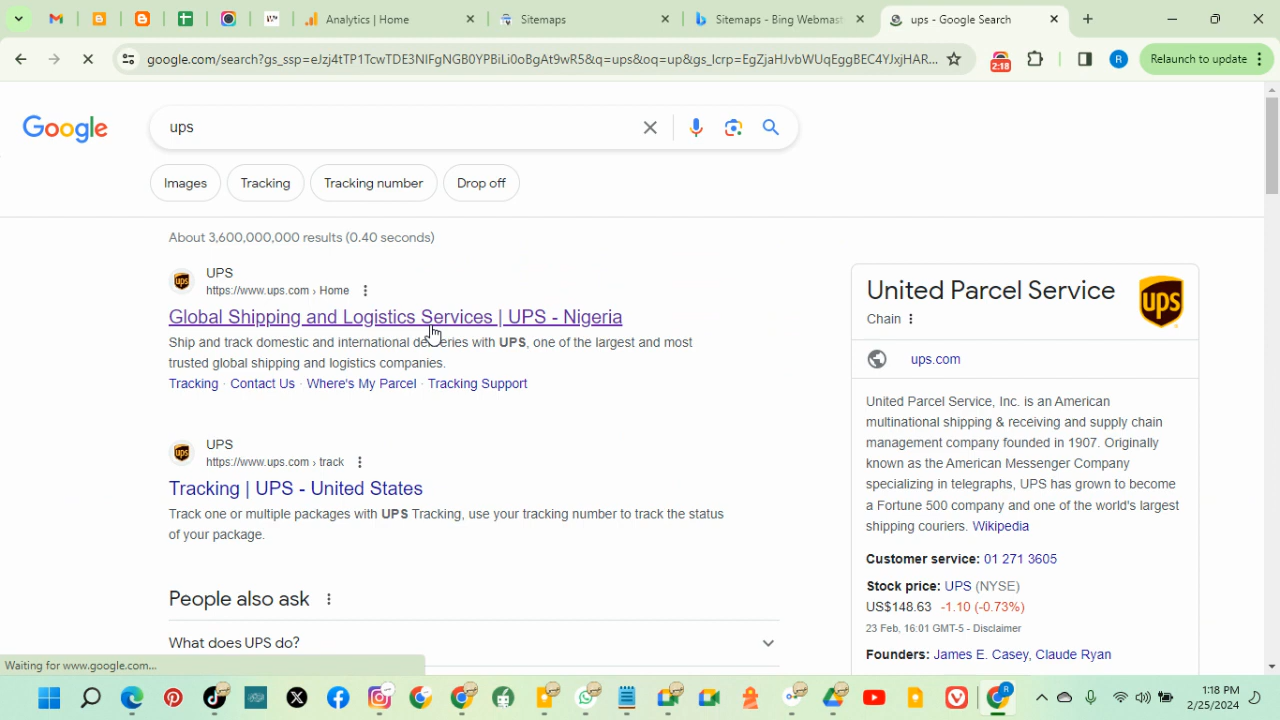 Analytics | Home
Sitemaps
Sitemaps - Bing Webmast
ups - Google Search
google.com/search?gs_ssp=eJzj4tTP1TcwTDE3NIFgNGB0YPBiLi0oBgAt9wR5&q=ups&oq=up&gs_lcrp=EgZjaHJvbWUqEggBEC4YJxjHAR...
2:18
R
Relaunch to update
Google
ups
Images
Tracking
Tracking number
Drop off
About 3,600,000,000 results (0.40 seconds)
UPS
https://www.ups.com › Home
Global Shipping and Logistics Services | UPS - Nigeria
Ship and track domestic and international deliveries with UPS, one of the largest and most
trusted global shipping and logistics companies.
Tracking · Contact Us · Where's My Parcel · Tracking Support
UPS
https://www.ups.com › track
Tracking | UPS - United States
Track one or multiple packages with UPS Tracking, use your tracking number to track the status
of your package.
People also ask
What does UPS do?
United Parcel Service
Chain
ups
ups.com
United Parcel Service, Inc. is an American
multinational shipping & receiving and supply chain
management company founded in 1907. Originally
known as the American Messenger Company
specializing in telegraphs, UPS has grown to become
a Fortune 500 company and one of the world's largest
shipping couriers. Wikipedia
Customer service: 01 271 3605
Stock price: UPS (NYSE)
US$148.63 -1.10 (-0.73%)
23 Feb, 16:01 GMT-5 - Disclaimer
Founders: James E. Casey, Claude Ryan
Waiting for www.google.com...
1:18 PM
2/25/2024